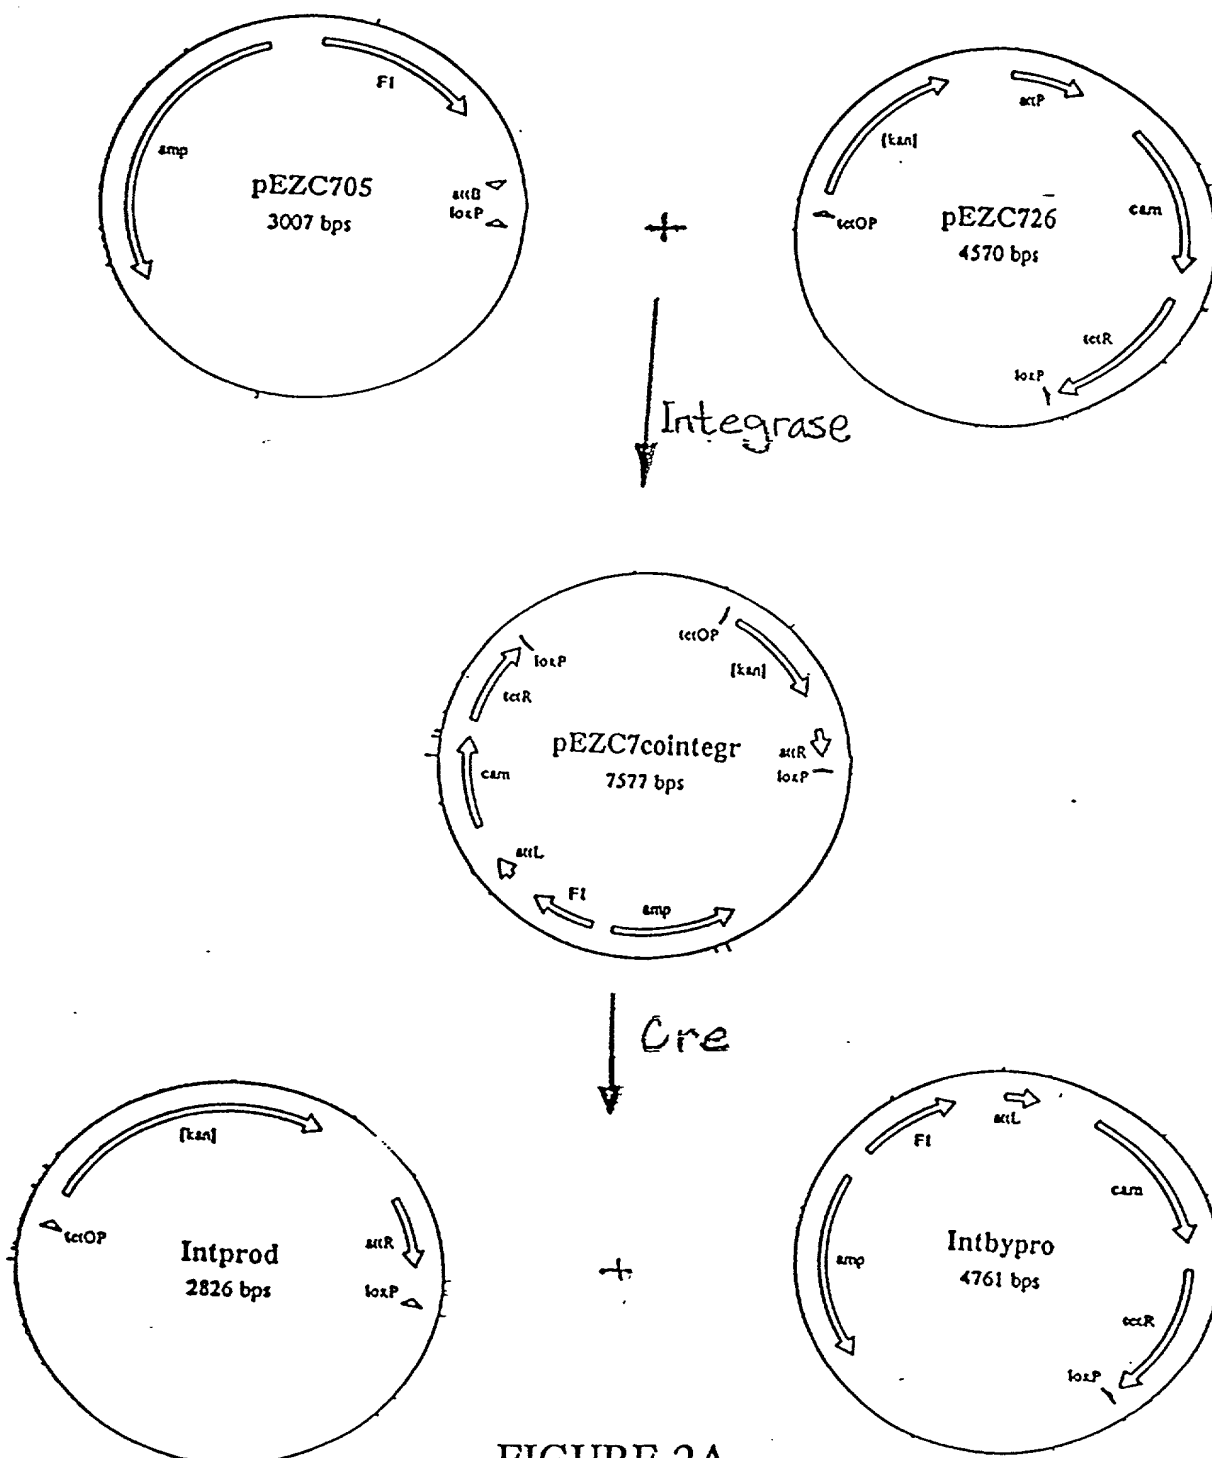 F1
amp
pEZC705
3007 bps
attB
loxP
+
attP
[kan]
cam
tetOP
pEZC726
4570 bps
tetR
loxP
Integrase
tetOP
loxP
[kan]
tetR
pEZC7cointegr
7577 bps
attR
loxP
cam
attL
F1
amp
Cre
[kan]
tetOP
attR
Intprod
2826 bps
loxP
+
attL
F1
cam
amp
Intbypro
4761 bps
tetR
loxP
FIGURE 2A